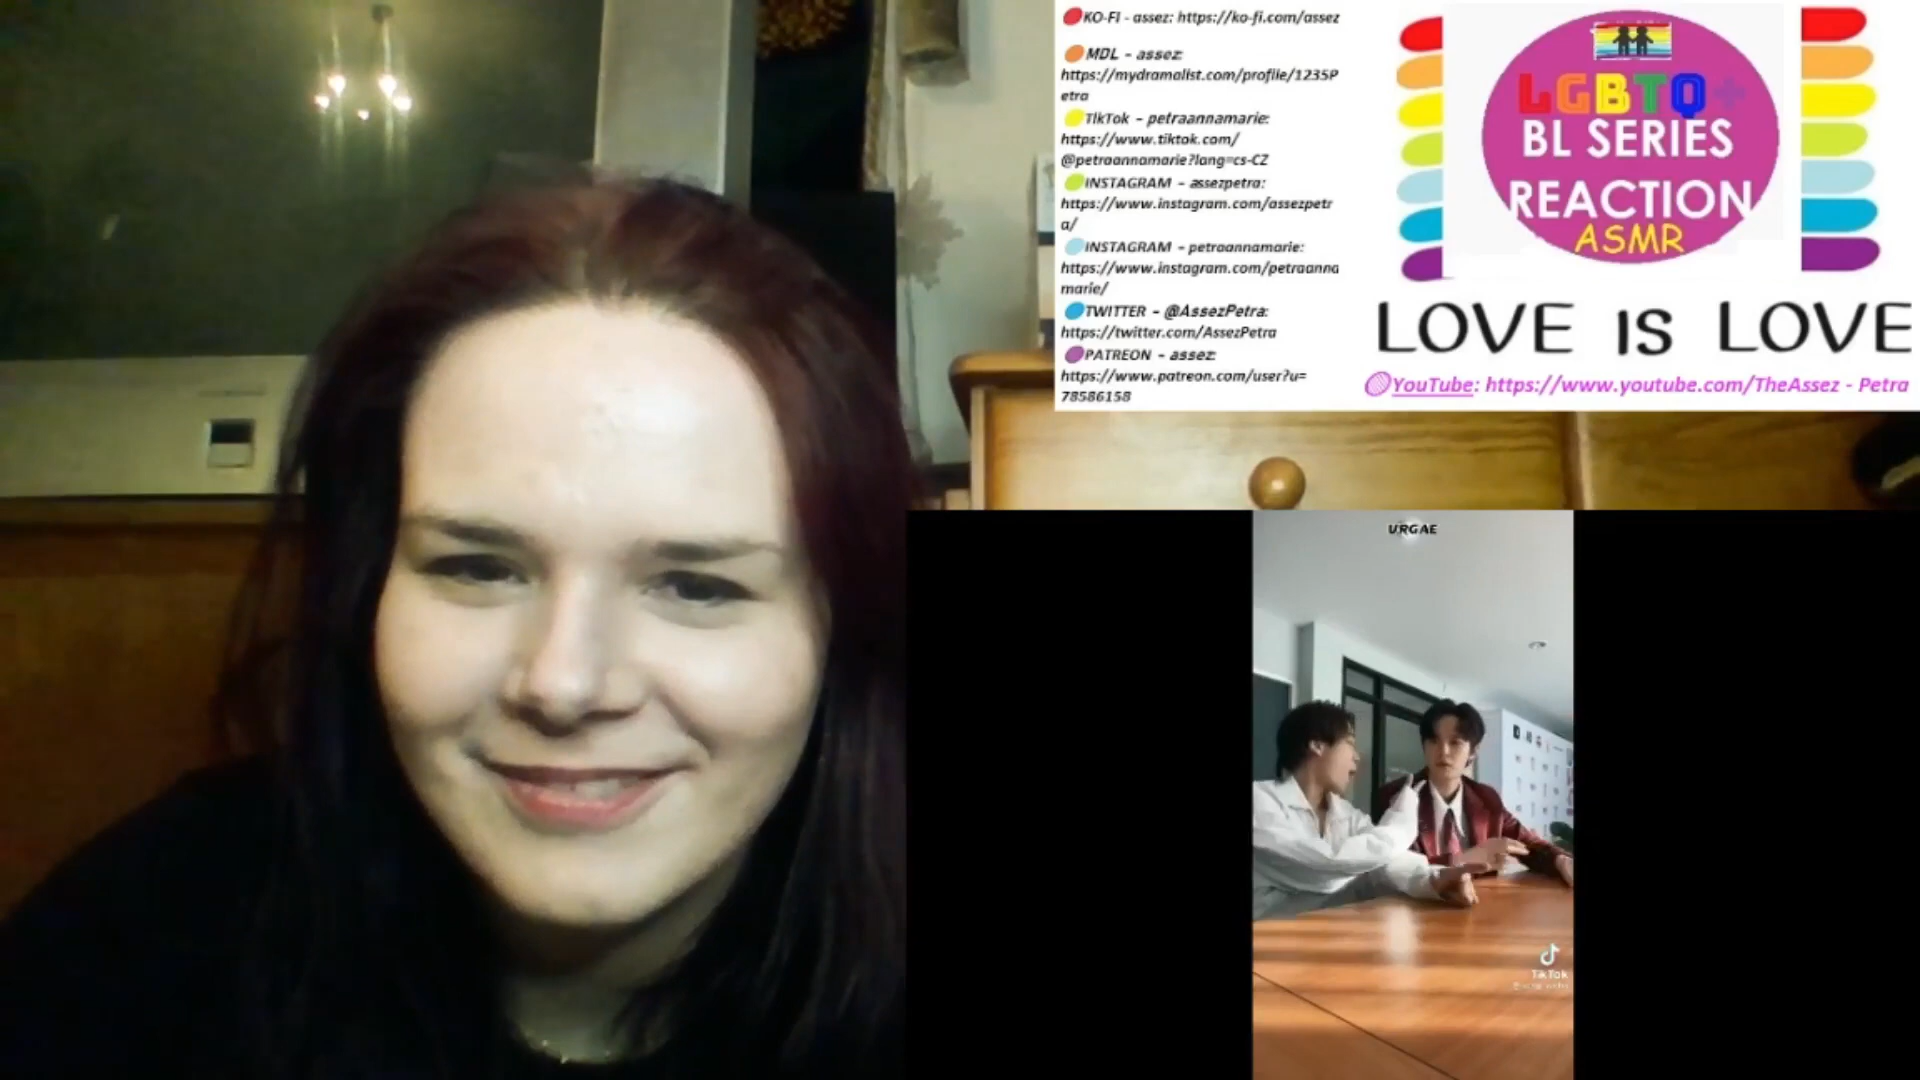 KO-FI - assez: https://ko-fi.com/assez
MDL - assez:
https://mydramalist.com/profile/1235P
etra
TikTok - petraannamarie:
https://www.tiktok.com/
@petraannamarie?lang=cs-CZ
INSTAGRAM - assezpetra:
https://www.instagram.com/assezpetr
a/
INSTAGRAM - petraannamarie:
https://www.instagram.com/petraanna
marie/
TWITTER - @AssezPetra:
https://twitter.com/AssezPetra
PATREON - assez:
https://www.patreon.com/user?u=
78586158
LGBTQ+
BL SERIES
REACTION
ASMR
LOVE IS LOVE
YouTube: https://www.youtube.com/TheAssez - Petra
URGAE
TikTok